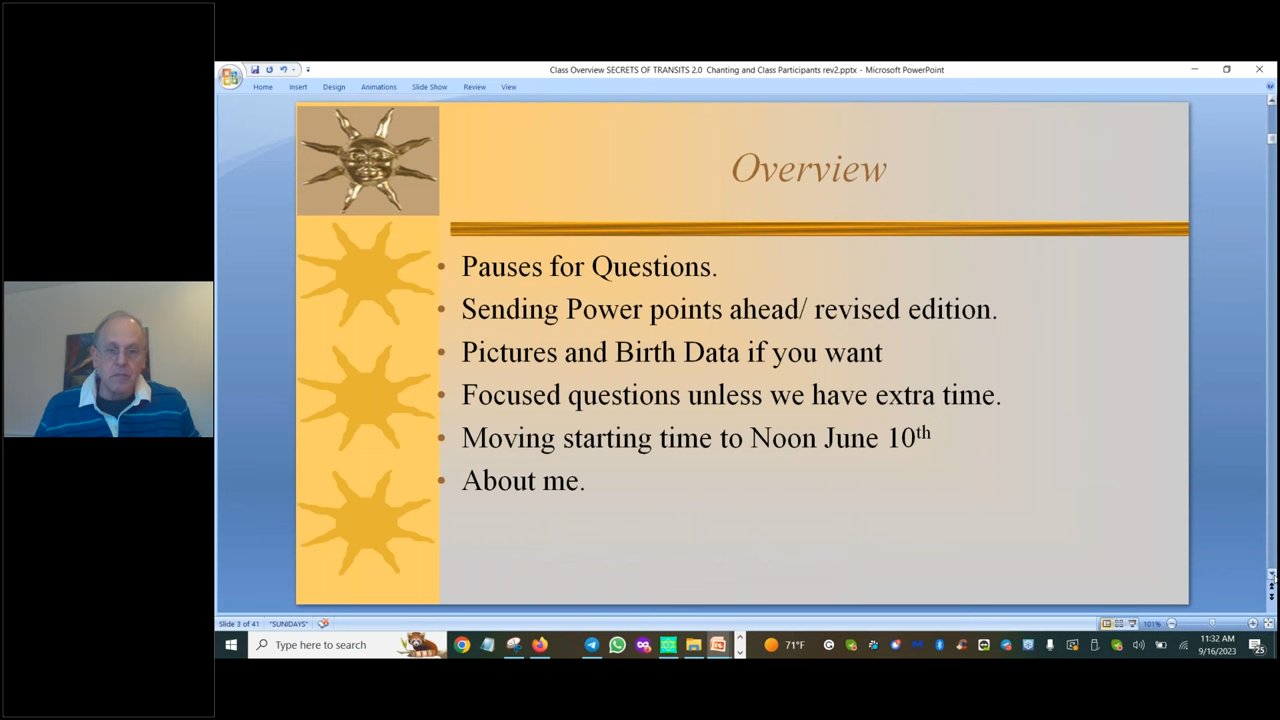 Class Overview SECRETS OF TRANSITS 2.0 Chanting and Class Participants rev2.pptx - Microsoft PowerPoint
Home Insert Design Animations Slide Show Review View
Overview
• Pauses for Questions.
• Sending Power points ahead/ revised edition.
• Pictures and Birth Data if you want
• Focused questions unless we have extra time.
• Moving starting time to Noon June 10th
• About me.
Slide 3 of 41 "SUNIDAYS" 101%
Type here to search 71°F 11:32 AM
9/16/2023 25